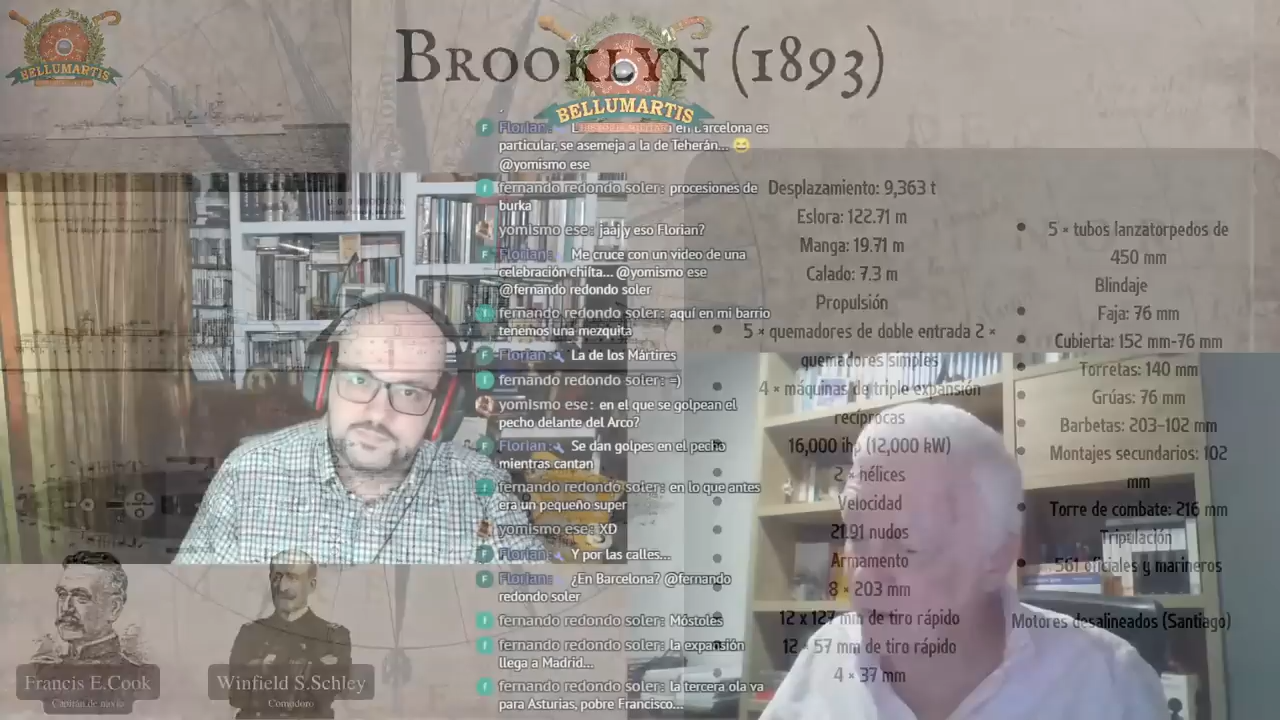 BELLUMARTIS
BROOKLYN (1893)
BELLUMARTIS
Florian: en Barcelona es
particular, se asemeja a la de Teherán... 😄
@yomismo ese
fernando redondo soler: procesiones de
burka
yomismo ese: jaaj y eso Florian?
Florian: Me cruce con un video de una
celebración chiíta... @yomismo ese
@fernando redondo soler
fernando redondo soler: aquí en mi barrio
tenemos una mezquita
Florian: La de los Mártires
fernando redondo soler: =)
yomismo ese: en el que se golpean el
pecho delante del Arco?
Florian: Se dan golpes en el pecho
mientras cantan
fernando redondo soler: en lo que antes
era un pequeño super
yomismo ese: XD
Florian: Y por las calles...
Florian: ¿En Barcelona? @fernando
redondo soler
fernando redondo soler: Móstoles
fernando redondo soler: la expansión
llega a Madrid...
fernando redondo soler: la tercera ola va
para Asturias, pobre Francisco...
Desplazamiento: 9,363 t
Eslora: 122.71 m
Manga: 19.71 m
Calado: 7.3 m
Propulsión
5 × quemadores de doble entrada 2 ×
quemadores simples
4 × máquinas de triple expansión
recíprocas
16,000 ihp (12,000 kW)
2 × hélices
Velocidad
21.91 nudos
Armamento
8 × 203 mm
12 x 127 mm de tiro rápido
12 × 57 mm de tiro rápido
4 × 37 mm
5 × tubos lanzatorpedos de
450 mm
Blindaje
Faja: 76 mm
Cubierta: 152 mm-76 mm
Torretas: 140 mm
Grúas: 76 mm
Barbetas: 203–102 mm
Montajes secundarios: 102
mm
Torre de combate: 216 mm
Tripulación
561 oficiales y marineros
Motores desalineados (Santiago)
Francis E.Cook
Capitán de navío
Winfield S.Schley
Comodoro